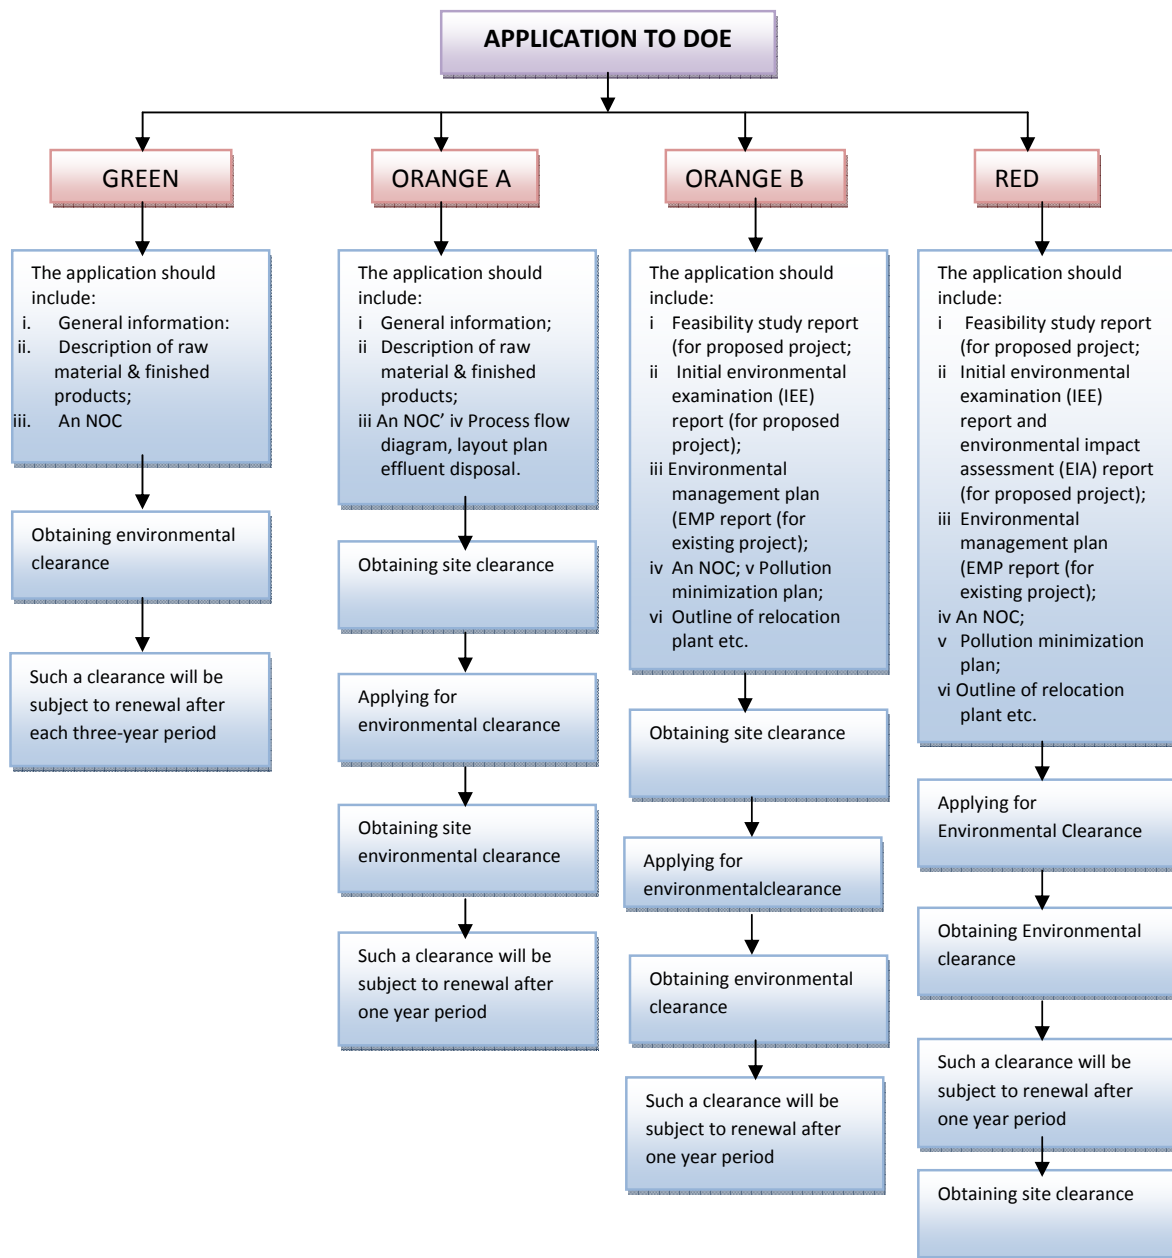 APPLICATION TO DOE
GREEN
The application should
include:
i. General information:
ii. Description of raw
material & finished
products;
iii. An NOC
Obtaining environmental
clearance
Such a clearance will be
subject to renewal after
each three-year period
ORANGE A
The application should
include:
i General information;
ii Description of raw
material & finished
products;
iii An NOC’ iv Process flow
diagram, layout plan
effluent disposal.
Obtaining site clearance
Applying for
environmental clearance
Obtaining site
environmental clearance
Such a clearance will be
subject to renewal after
one year period
ORANGE B
The application should
include:
i Feasibility study report
(for proposed project;
ii Initial environmental
examination (IEE)
report (for proposed
project);
iii Environmental
management plan
(EMP report (for
existing project);
iv An NOC; v Pollution
minimization plan;
vi Outline of relocation
plant etc.
Obtaining site clearance
Applying for
environmentalclearance
Obtaining environmental
clearance
Such a clearance will be
subject to renewal after
one year period
RED
The application should
include:
i Feasibility study report
(for proposed project;
ii Initial environmental
examination (IEE)
report and
environmental impact
assessment (EIA) report
(for proposed project);
iii Environmental
management plan
(EMP report (for
existing project);
iv An NOC;
v Pollution minimization
plan;
vi Outline of relocation
plant etc.
Applying for
Environmental Clearance
Obtaining Environmental
clearance
Such a clearance will be
subject to renewal after
one year period
Obtaining site clearance